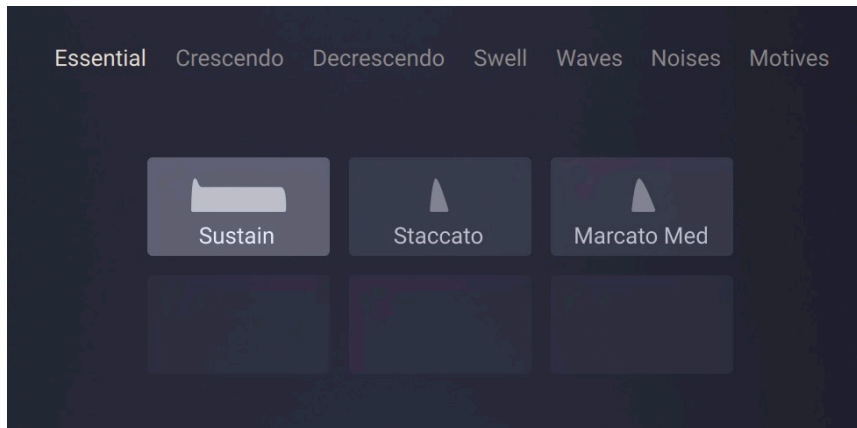 Essential Crescendo Decrescendo Swell Waves Noises Motives
Sustain Staccato Marcato Med